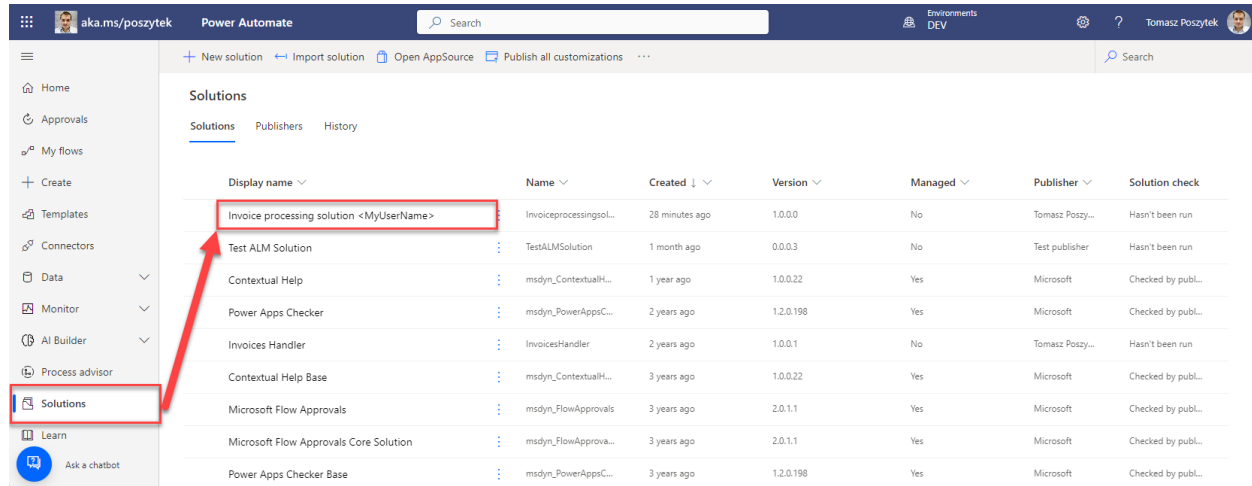 aka.ms/poszytek Power Automate Search Environments DEV ? Tomasz Poszytek
New solution Import solution Open AppSource Publish all customizations ... Search
Home
Approvals
My flows
Create
Templates
Connectors
Data
Monitor
AI Builder
Process advisor
Solutions
Learn
Ask a chatbot
Solutions
Solutions Publishers History
Display name Name Created ↓ Version Managed Publisher Solution check
Invoice processing solution <MyUserName> Invoiceprocessingsol... 28 minutes ago 1.0.0.0 No Tomasz Poszy... Hasn't been run
Test ALM Solution TestALMSolution 1 month ago 0.0.0.3 No Test publisher Hasn't been run
Contextual Help msdyn_ContextualH... 1 year ago 1.0.0.22 Yes Microsoft Checked by publ...
Power Apps Checker msdyn_PowerAppsC... 2 years ago 1.2.0.198 Yes Microsoft Checked by publ...
Invoices Handler InvoicesHandler 2 years ago 1.0.0.1 No Tomasz Poszy... Hasn't been run
Contextual Help Base msdyn_ContextualH... 3 years ago 1.0.0.22 Yes Microsoft Checked by publ...
Microsoft Flow Approvals msdyn_FlowApprovals 3 years ago 2.0.1.1 Yes Microsoft Checked by publ...
Microsoft Flow Approvals Core Solution msdyn_FlowApprova... 3 years ago 2.0.1.1 Yes Microsoft Checked by publ...
Power Apps Checker Base msdyn_PowerAppsC... 3 years ago 1.2.0.198 Yes Microsoft Checked by publ...